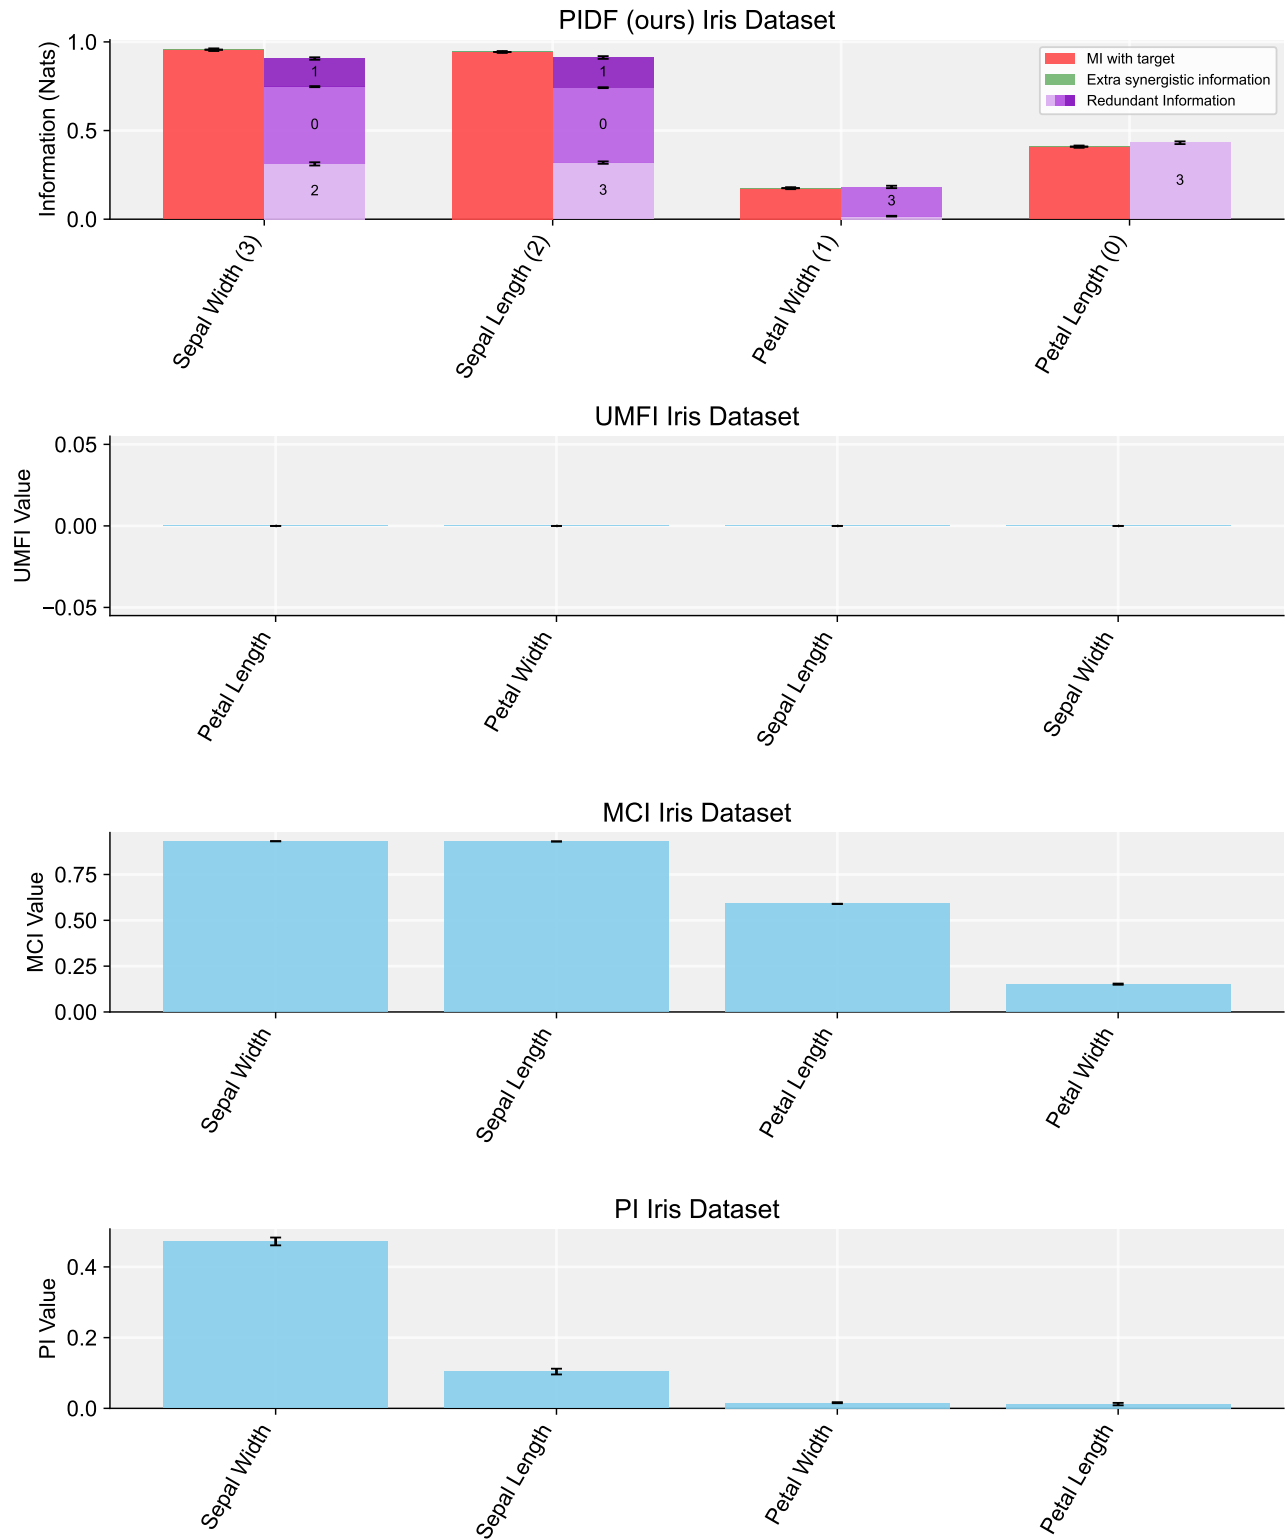 PIDF (ours) Iris Dataset
Information (Nats)
1.0
0.5
0.0
MI with target
Extra synergistic information
Redundant Information
1
0
2
1
0
3
3
3
Sepal Width (3)
Sepal Length (2)
Petal Width (1)
Petal Length (0)
UMFI Iris Dataset
UMFI Value
0.05
0.00
−0.05
Petal Length
Petal Width
Sepal Length
Sepal Width
MCI Iris Dataset
MCI Value
0.75
0.50
0.25
0.00
Sepal Width
Sepal Length
Petal Length
Petal Width
PI Iris Dataset
PI Value
0.4
0.2
0.0
Sepal Width
Sepal Length
Petal Width
Petal Length